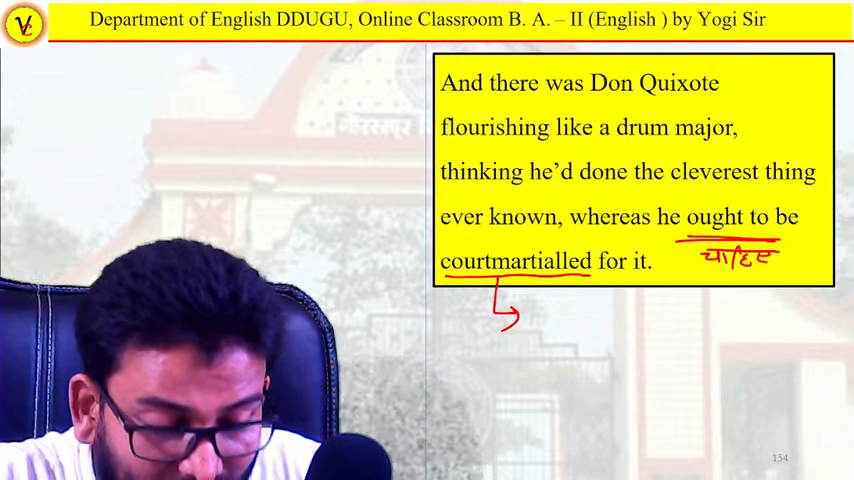 Department of English DDUGU, Online Classroom B. A. – II (English ) by Yogi Sir
And there was Don Quixote
flourishing like a drum major,
thinking he’d done the cleverest thing
ever known, whereas he ought to be
चाहिए
courtmartialled for it.
154